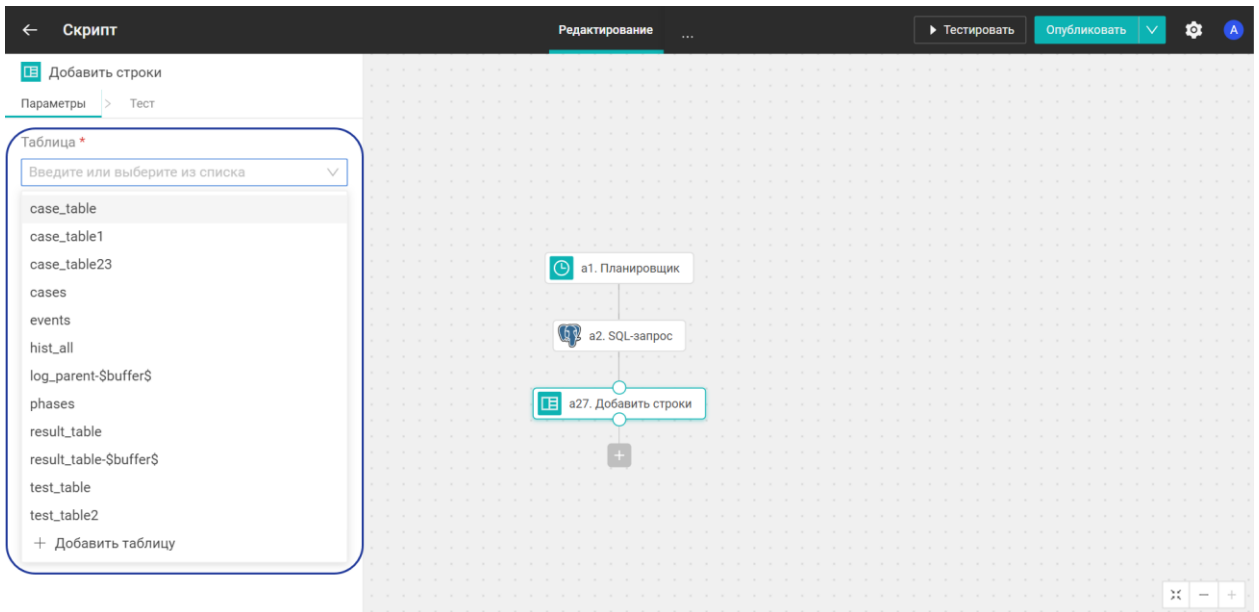 Скрипт
Редактирование
...
Тестировать
Опубликовать
A
Добавить строки
Параметры > Тест
Таблица *
Введите или выберите из списка
case_table
case_table1
case_table23
cases
events
hist_all
log_parent-$buffer$
phases
result_table
result_table-$buffer$
test_table
test_table2
+ Добавить таблицу
a1. Планировщик
a2. SQL-запрос
a27. Добавить строки